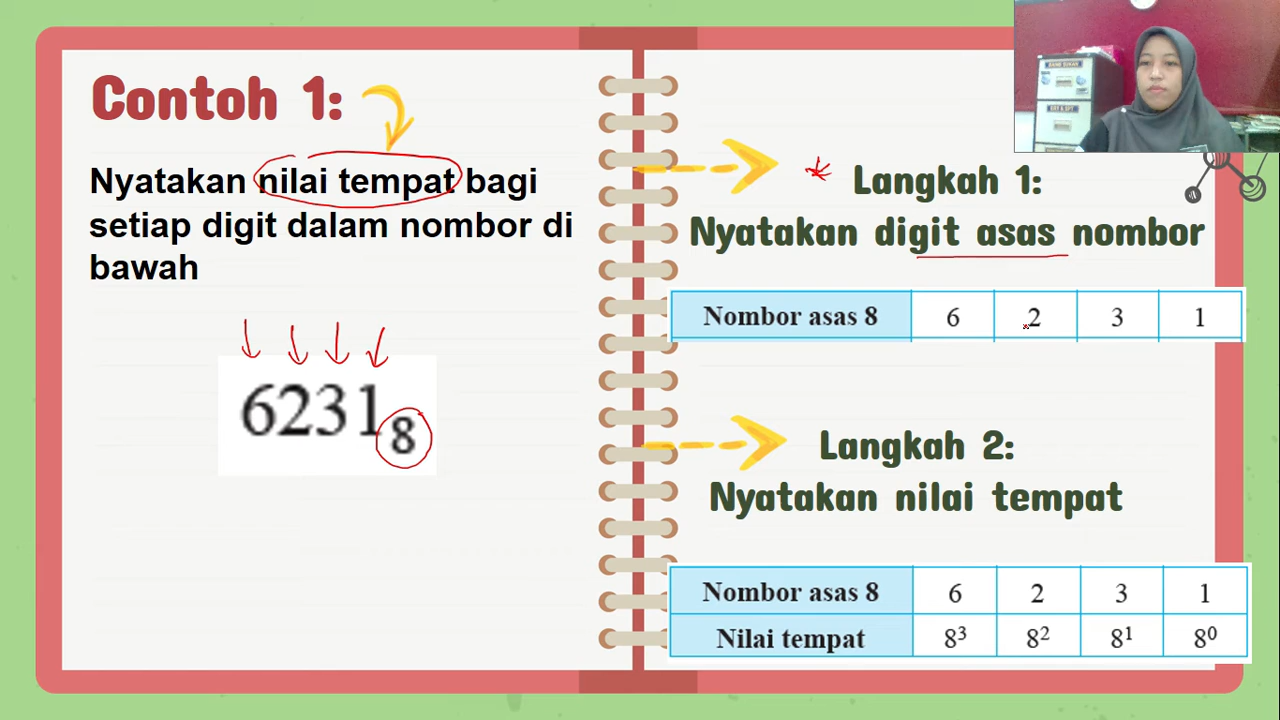 Contoh 1:
Nyatakan nilai tempat bagi
setiap digit dalam nombor di
bawah
6231₈
Langkah 1:
Nyatakan digit asas nombor
Nombor asas 8 6 2 3 1
Langkah 2:
Nyatakan nilai tempat
Nombor asas 8 6 2 3 1
Nilai tempat 8³ 8² 8¹ 8⁰